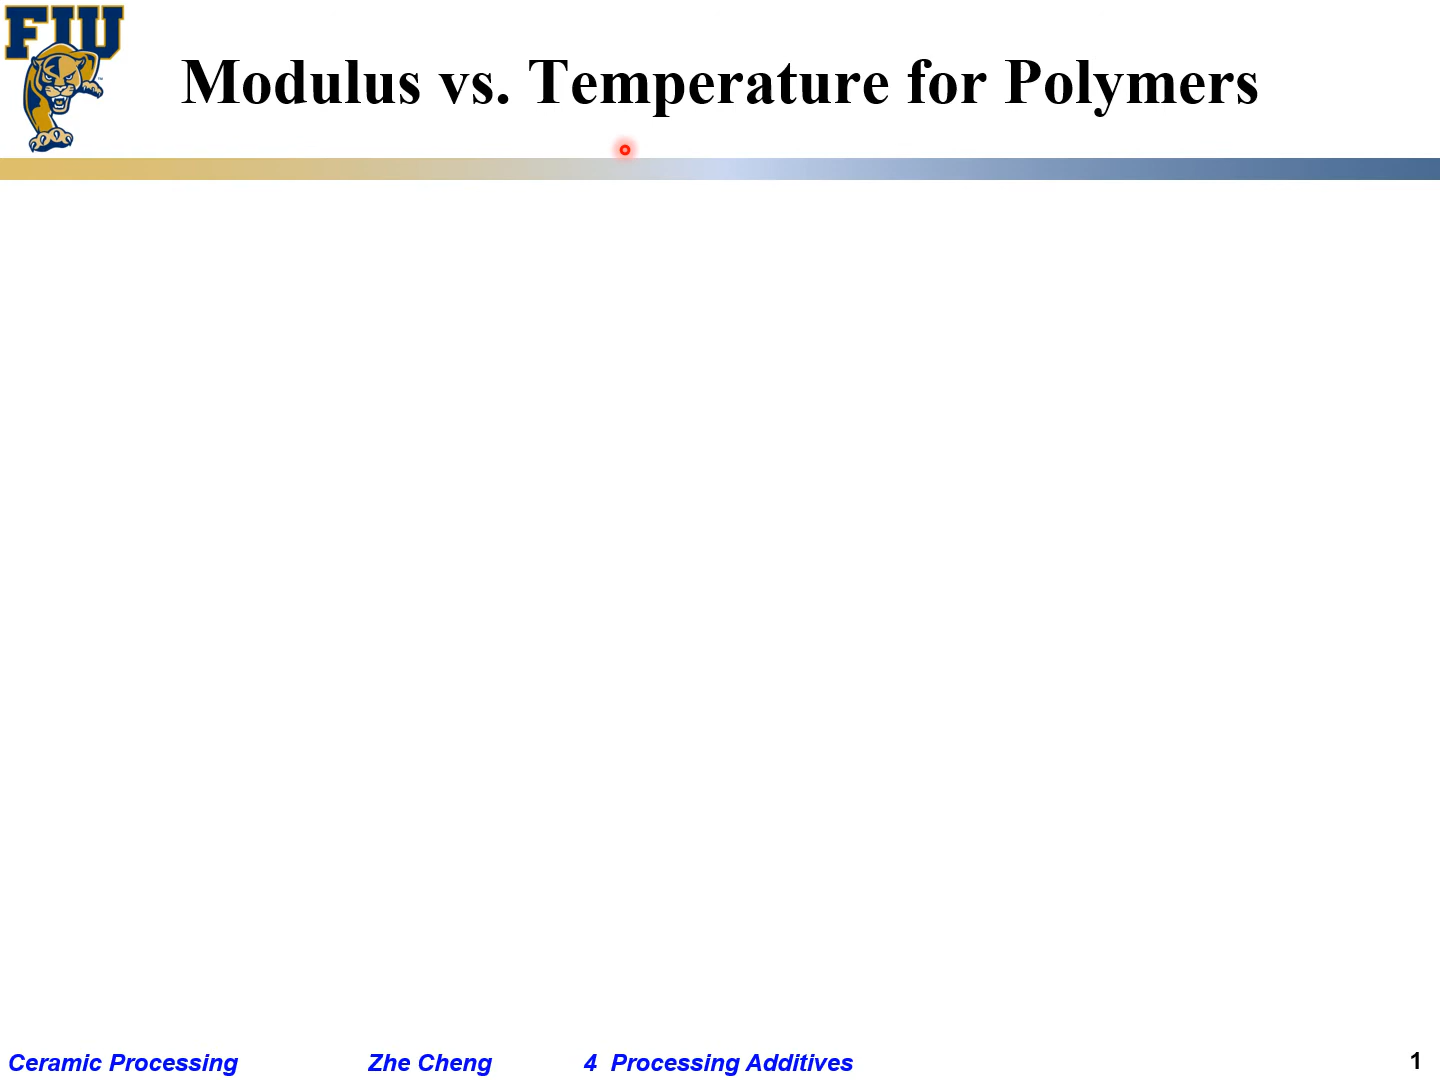 FIU
Modulus vs. Temperature for Polymers
Ceramic Processing Zhe Cheng 4 Processing Additives 1